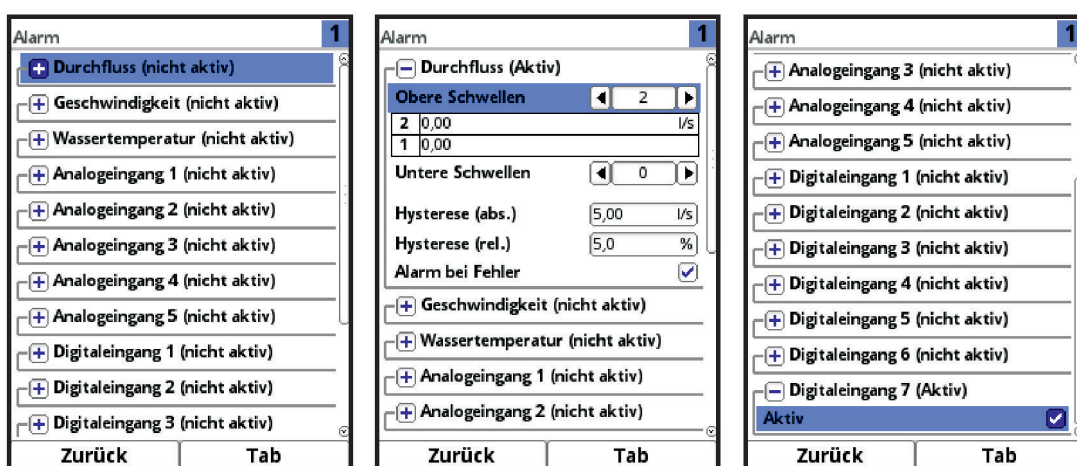 Alarm 1
Durchfluss (nicht aktiv)
Geschwindigkeit (nicht aktiv)
Wassertemperatur (nicht aktiv)
Analogeingang 1 (nicht aktiv)
Analogeingang 2 (nicht aktiv)
Analogeingang 3 (nicht aktiv)
Analogeingang 4 (nicht aktiv)
Analogeingang 5 (nicht aktiv)
Digitaleingang 1 (nicht aktiv)
Digitaleingang 2 (nicht aktiv)
Digitaleingang 3 (nicht aktiv)
Zurück Tab
Alarm 1
Durchfluss (Aktiv)
Obere Schwellen 2
2 0,00 l/s
1 0,00
Untere Schwellen 0
Hysterese (abs.) 5,00 l/s
Hysterese (rel.) 5,0 %
Alarm bei Fehler
Geschwindigkeit (nicht aktiv)
Wassertemperatur (nicht aktiv)
Analogeingang 1 (nicht aktiv)
Analogeingang 2 (nicht aktiv)
Zurück Tab
Alarm 1
Analogeingang 3 (nicht aktiv)
Analogeingang 4 (nicht aktiv)
Analogeingang 5 (nicht aktiv)
Digitaleingang 1 (nicht aktiv)
Digitaleingang 2 (nicht aktiv)
Digitaleingang 3 (nicht aktiv)
Digitaleingang 4 (nicht aktiv)
Digitaleingang 5 (nicht aktiv)
Digitaleingang 6 (nicht aktiv)
Digitaleingang 7 (Aktiv)
Aktiv
Zurück Tab